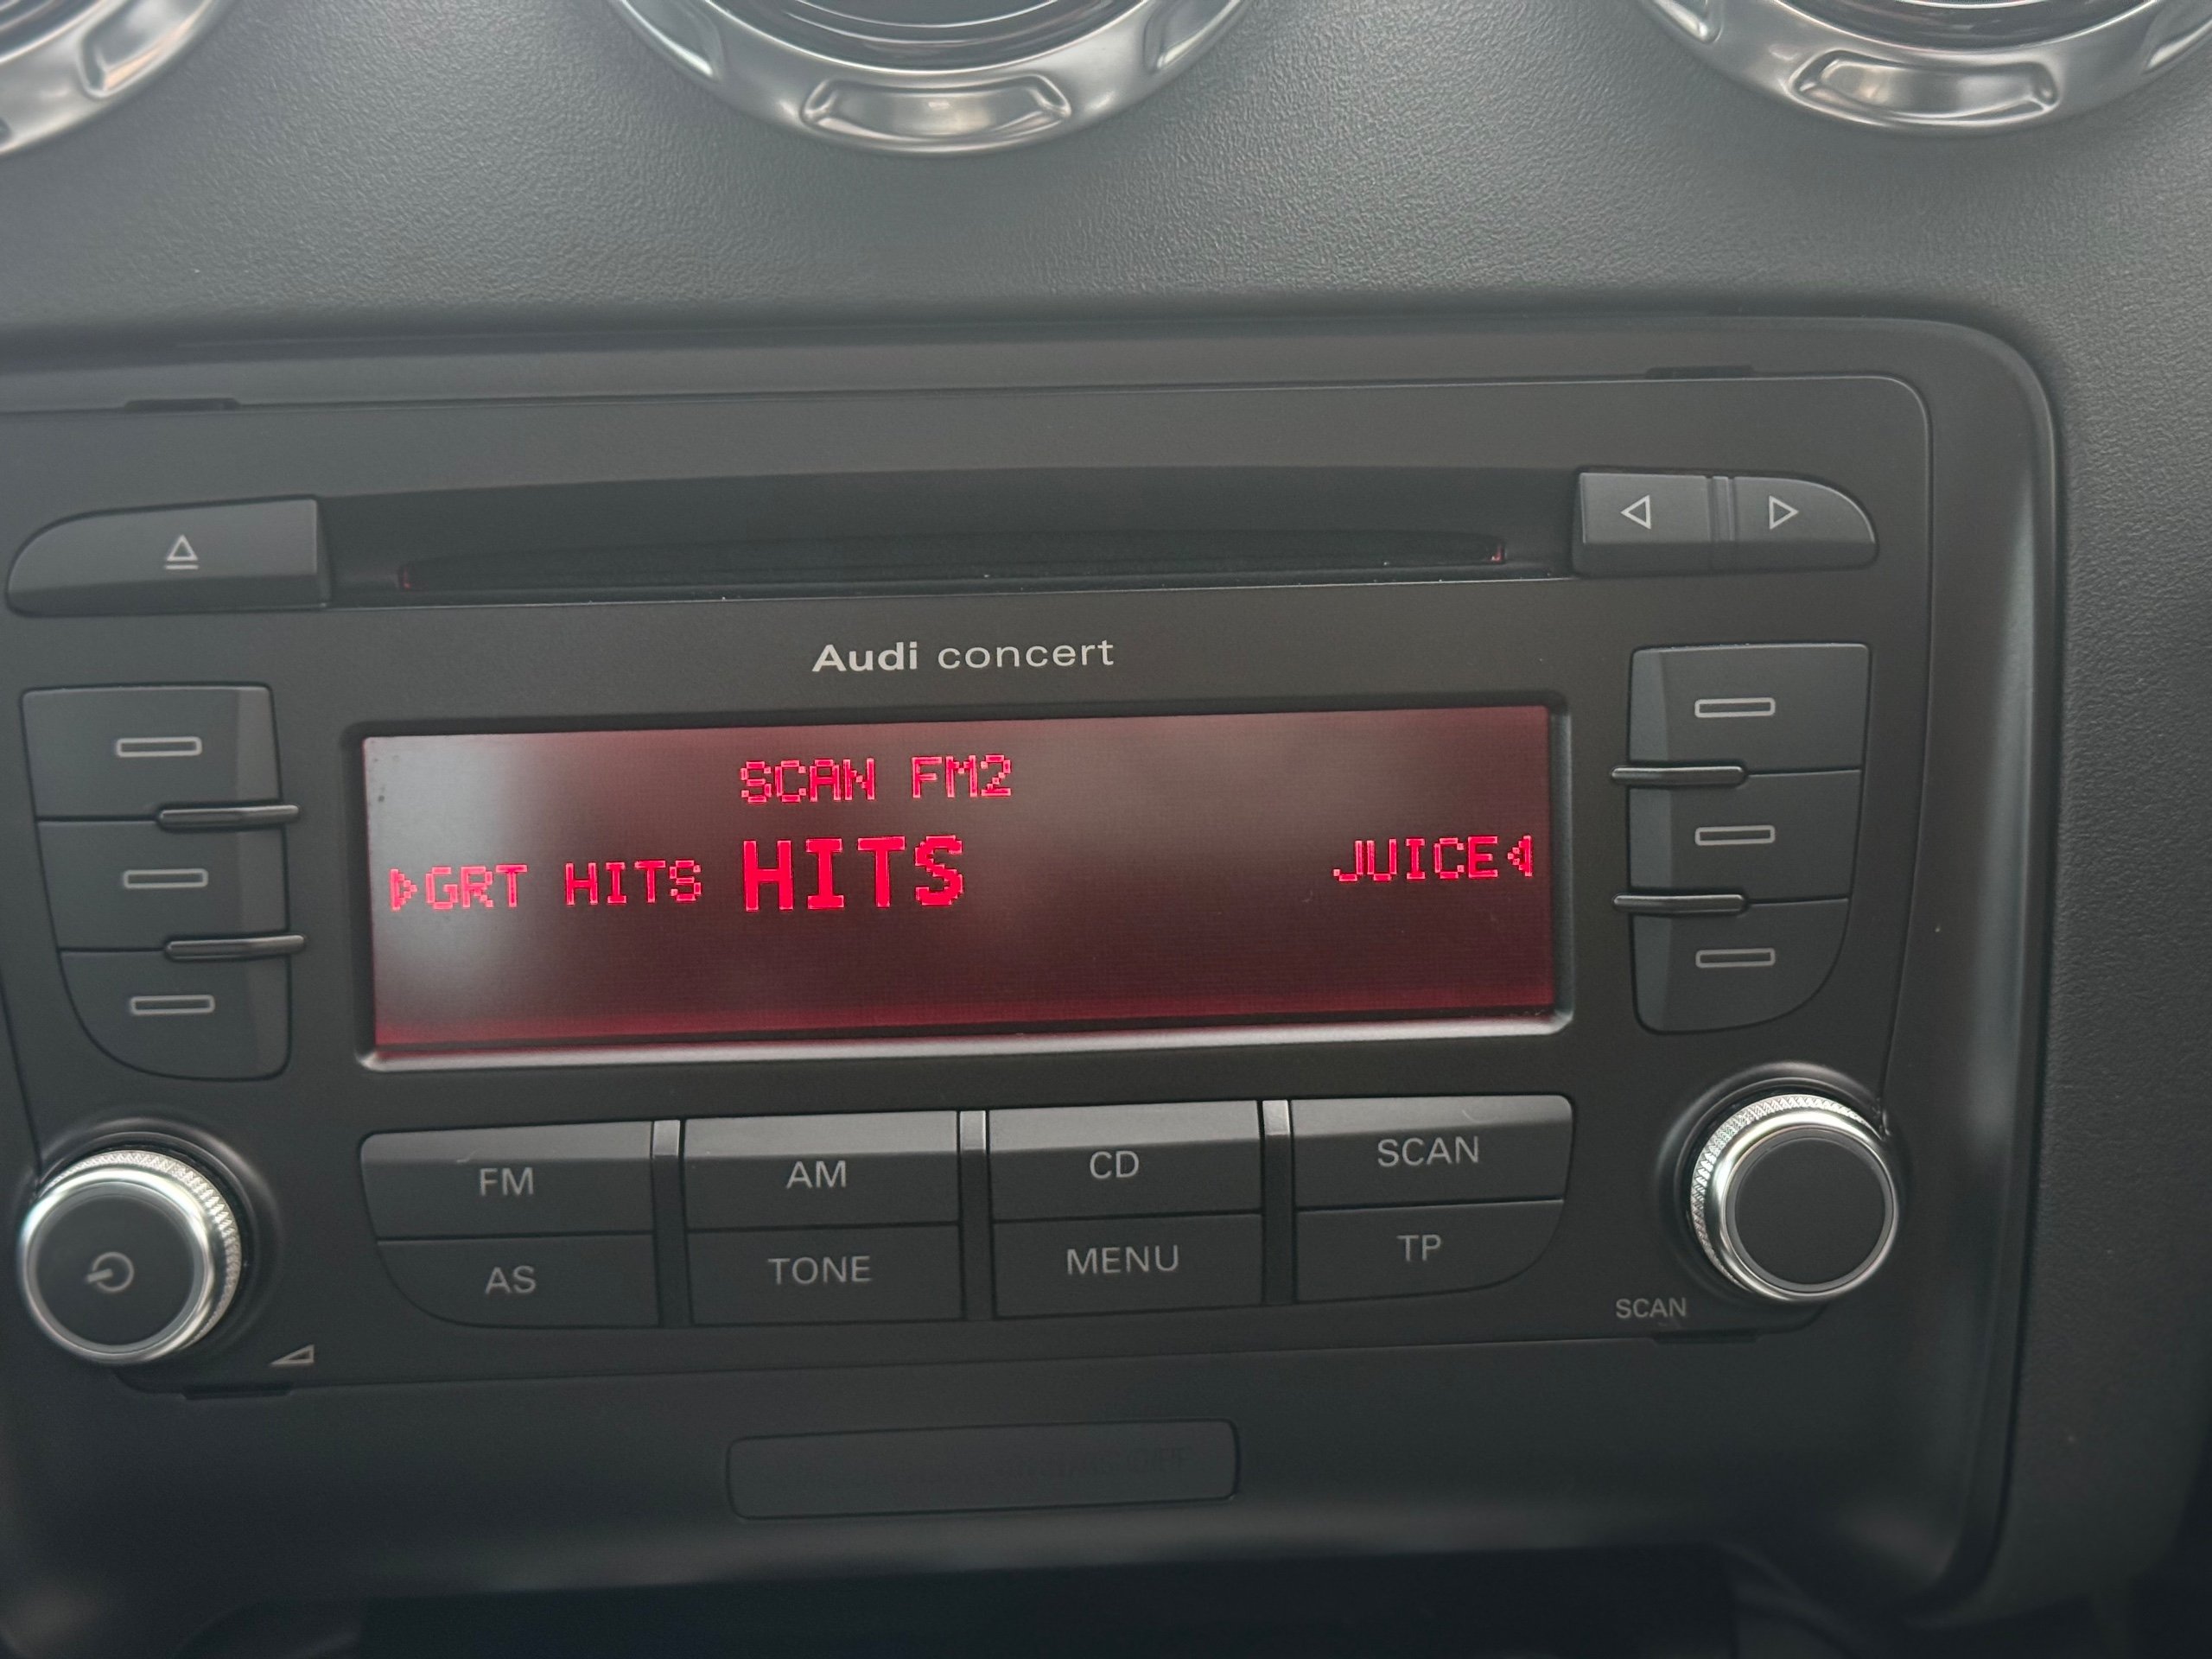 Audi concert
SCAN FM2
GRT HITS HITS JUICE
FM AM CD SCAN
AS TONE MENU TP
SCAN